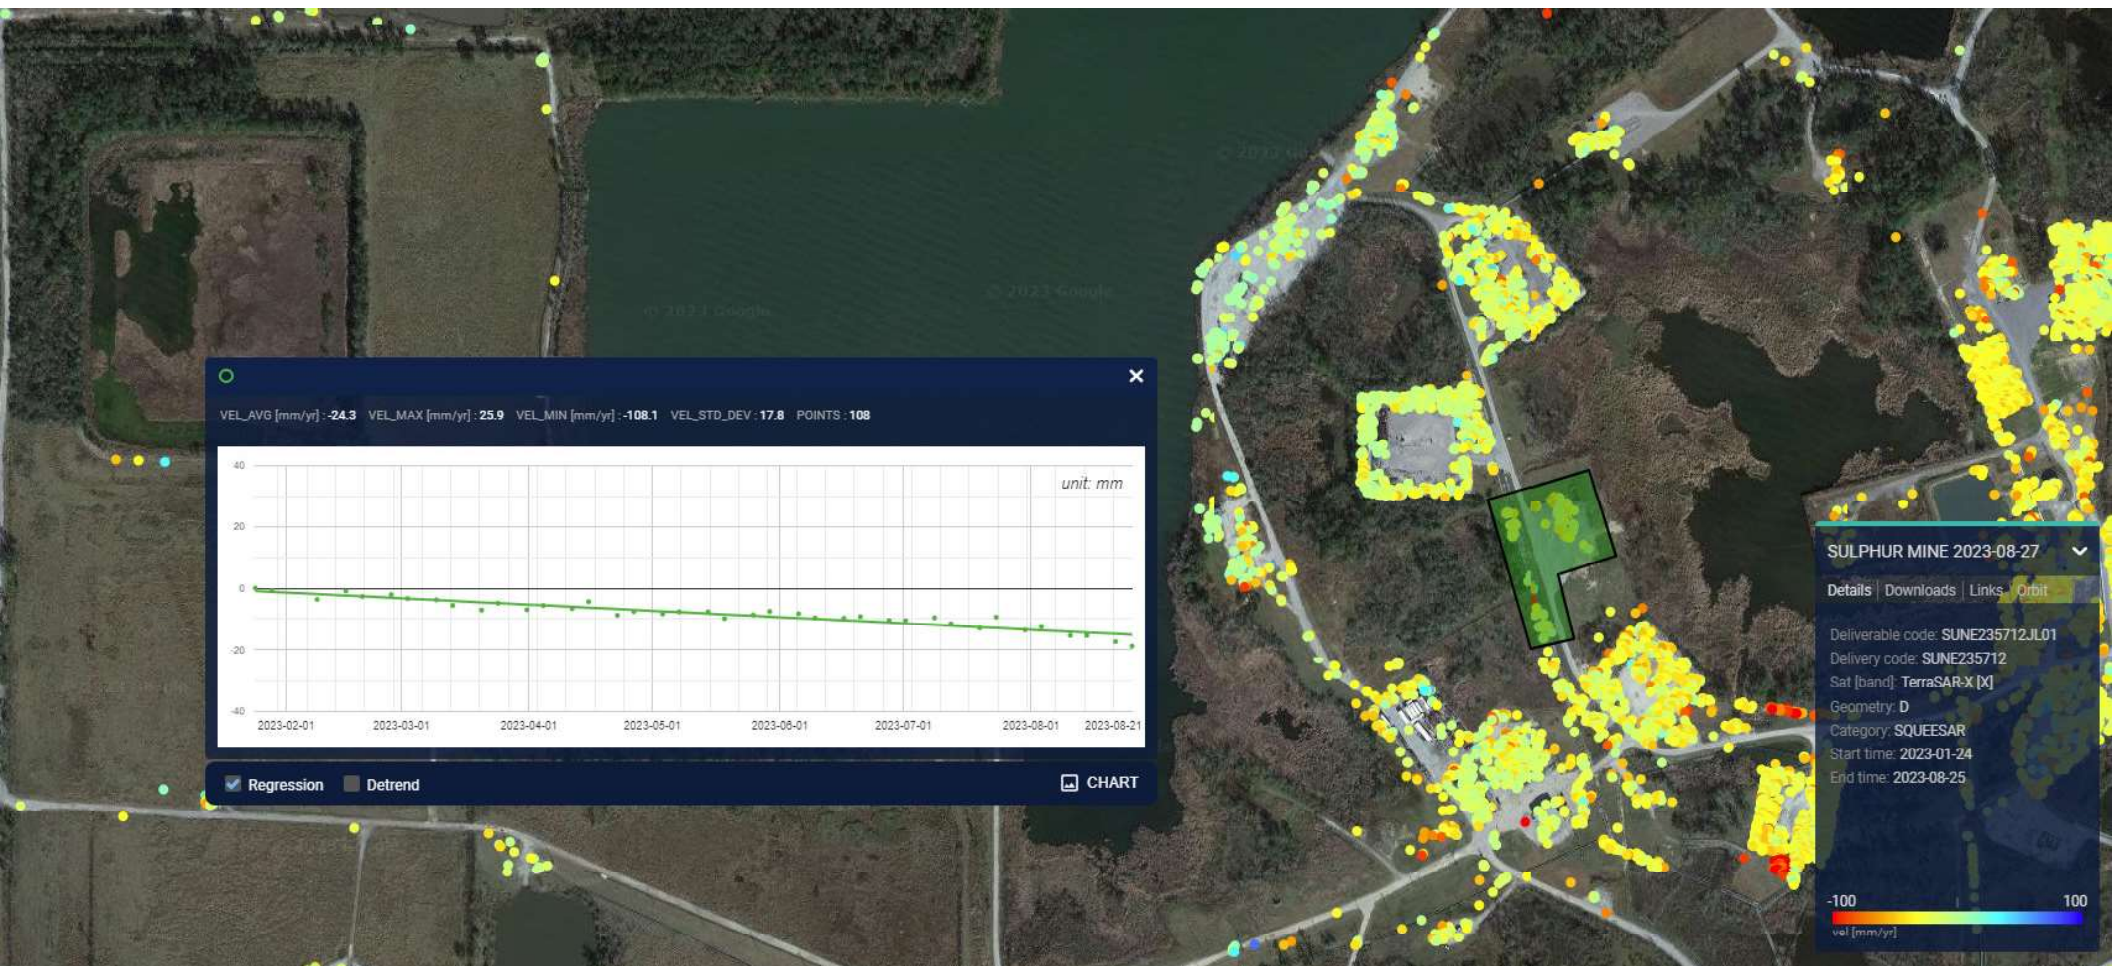 © 2023 Google
© 2023 Google
VEL_AVG [mm/yr] : -24.3 VEL_MAX [mm/yr] : 25.9 VEL_MIN [mm/yr] : -108.1 VEL_STD_DEV : 17.8 POINTS : 108
unit: mm
40
20
0
-20
-40
2023-02-01 2023-03-01 2023-04-01 2023-05-01 2023-06-01 2023-07-01 2023-08-01 2023-08-21
Regression Detrend CHART
SULPHUR MINE 2023-08-27
Details | Downloads | Links Orbit
Deliverable code: SUNE235712JL01
Delivery code: SUNE235712
Sat [band]: TerraSAR-X [X]
Geometry: D
Category: SQUEESAR
Start time: 2023-01-24
End time: 2023-08-25
-100 100
vel [mm/yr]